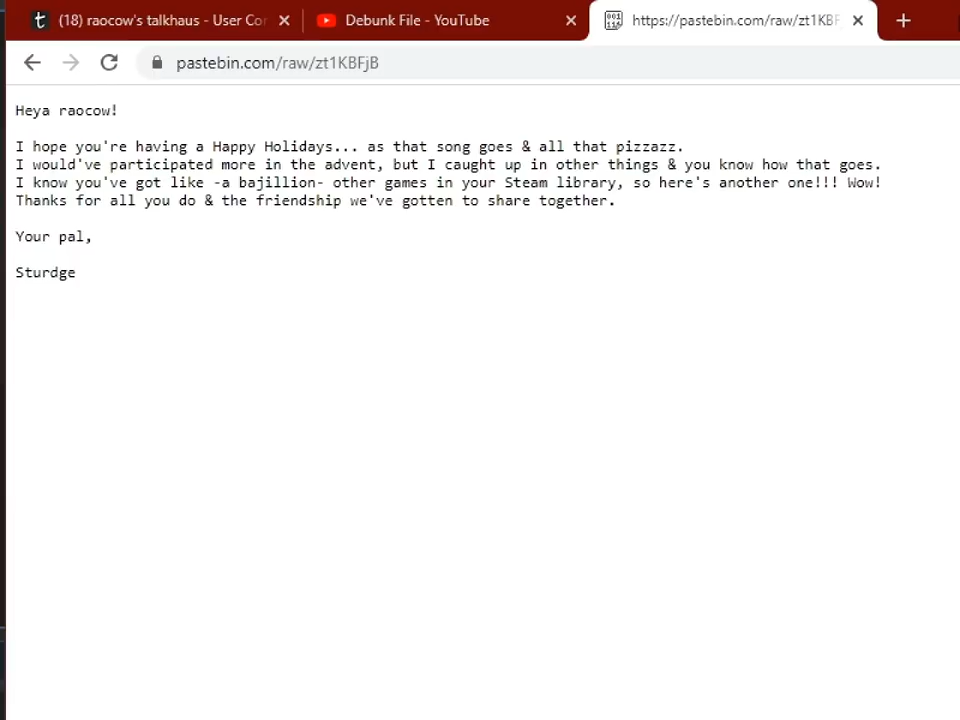 (18) raocow's talkhaus - User Co
Debunk File - YouTube
https://pastebin.com/raw/zt1KBF
pastebin.com/raw/zt1KBFjB
Heya raocow!
I hope you're having a Happy Holidays... as that song goes & all that pizzazz.
I would've participated more in the advent, but I caught up in other things & you know how that goes.
I know you've got like -a bajillion- other games in your Steam library, so here's another one!!! Wow!
Thanks for all you do & the friendship we've gotten to share together.
Your pal,
Sturdge